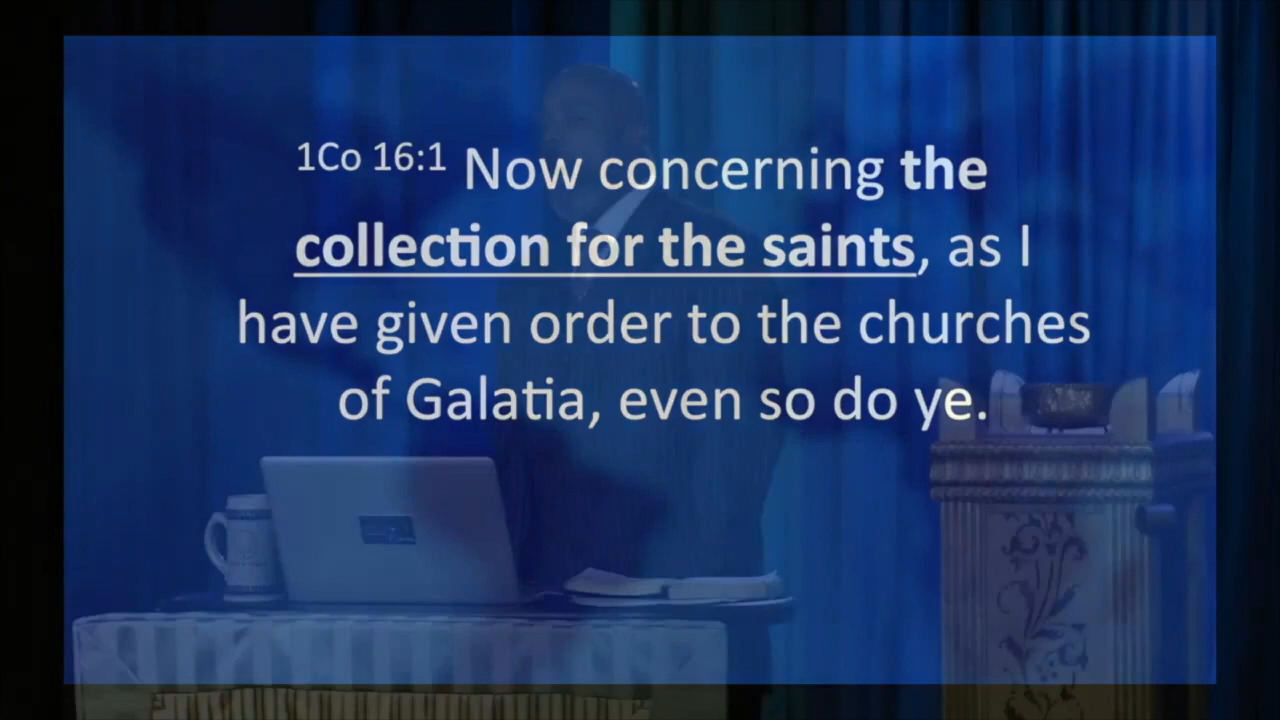 1Co 16:1 Now concerning the
collection for the saints, as I
have given order to the churches
of Galatia, even so do ye.